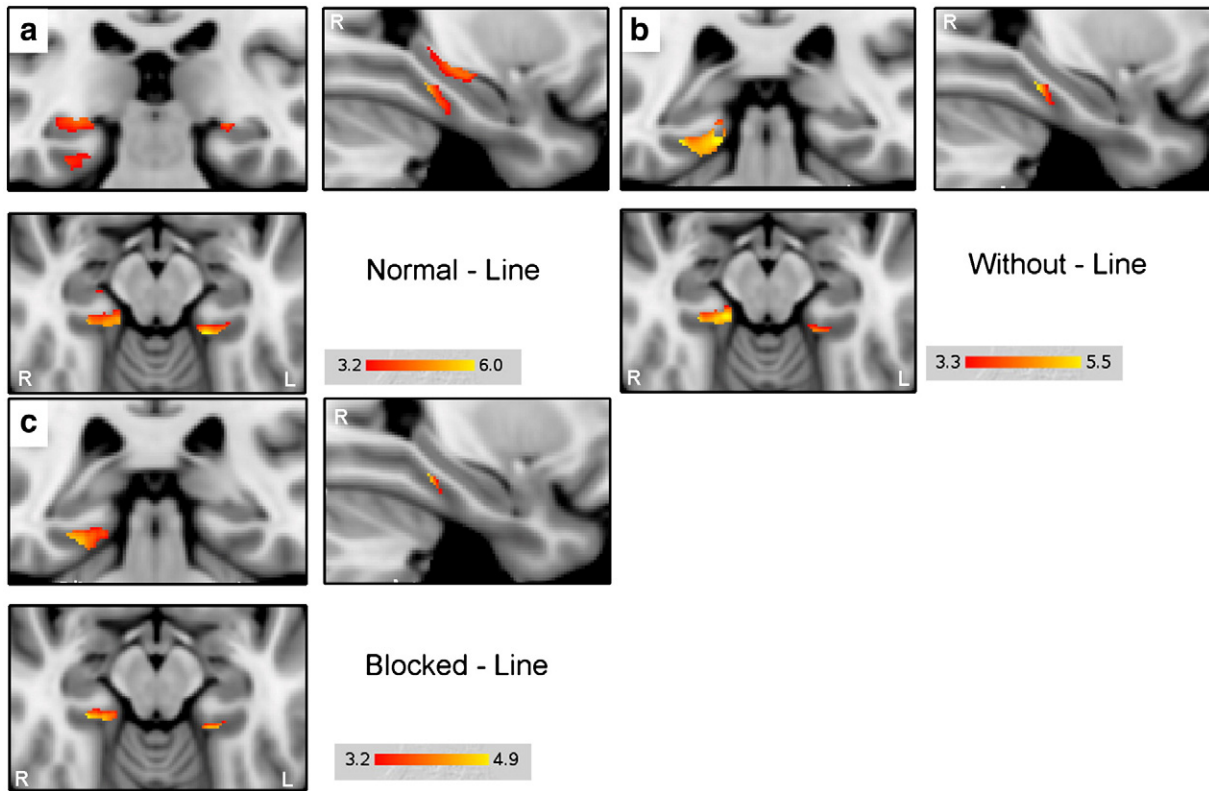 a
R
b
R
R L
Normal - Line
3.2 6.0
R L
Without - Line
3.3 5.5
c
R
R L
Blocked - Line
3.2 4.9